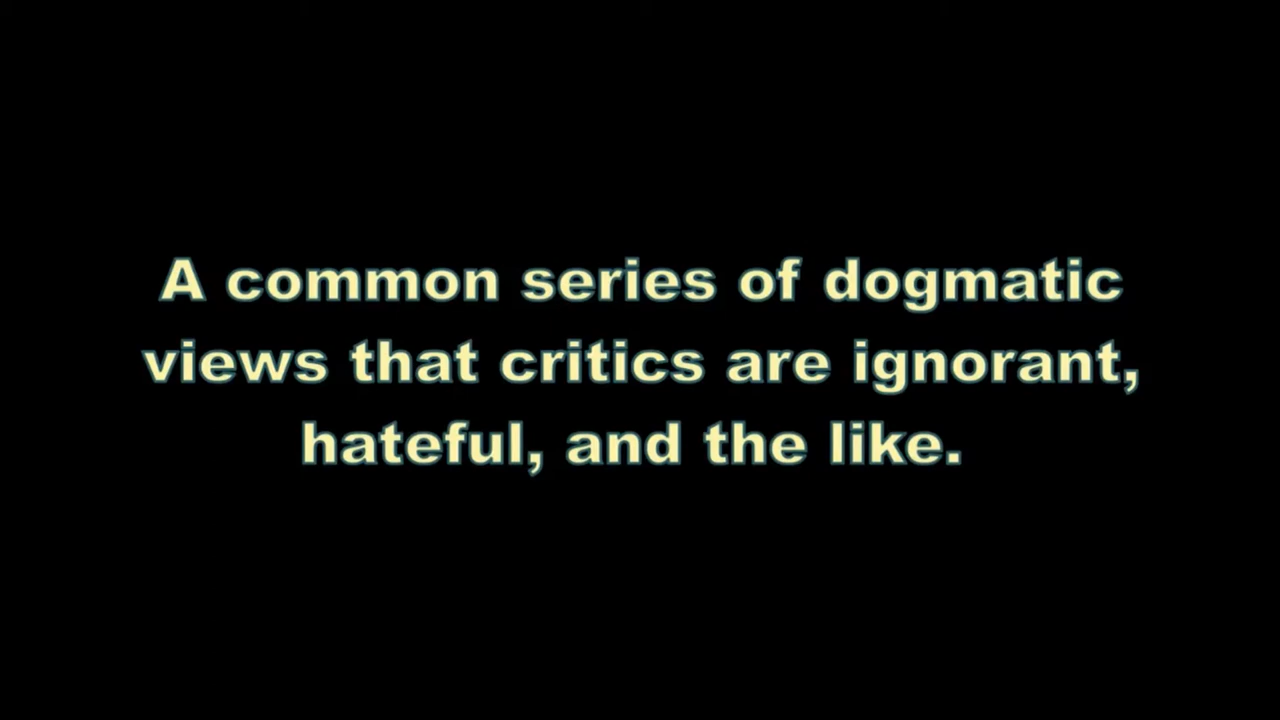 A common series of dogmatic
views that critics are ignorant,
hateful, and the like.